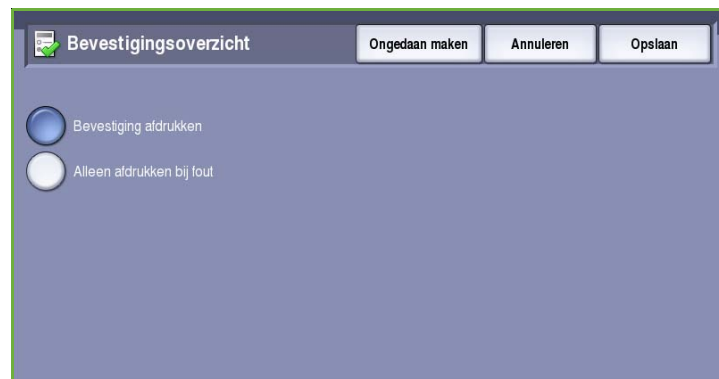 Bevestigingsoverzicht
Ongedaan maken
Annuleren
Opslaan
Bevestiging afdrukken
Alleen afdrukken bij fout